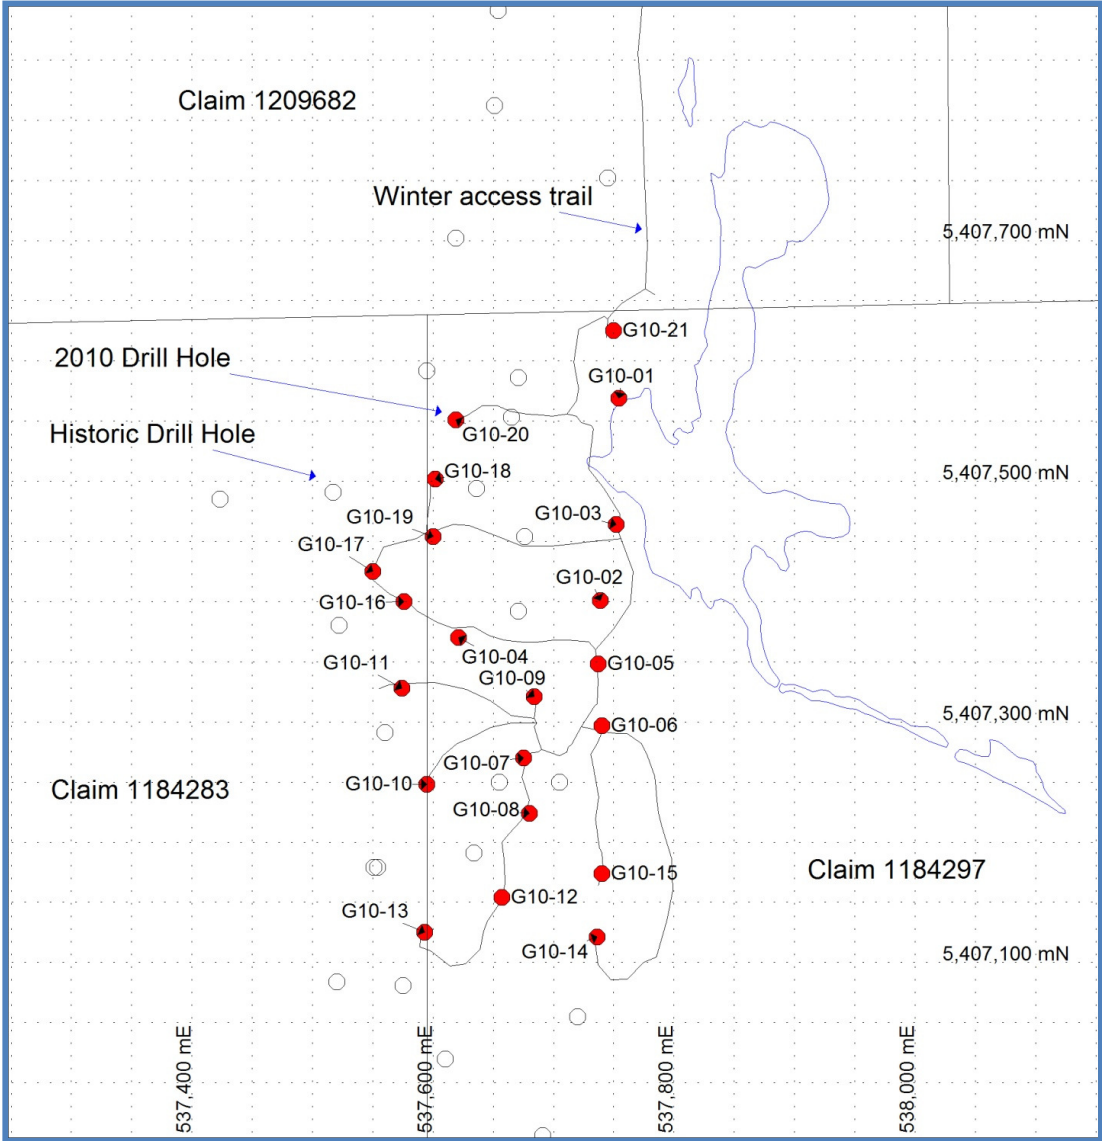 Claim 1209682
Winter access trail
5,407,700 mN
G10-21
2010 Drill Hole
G10-01
Historic Drill Hole
G10-20
G10-18
5,407,500 mN
G10-19
G10-03
G10-17
G10-02
G10-16
G10-04
G10-11
G10-05
G10-09
5,407,300 mN
G10-06
G10-07
G10-10
Claim 1184283
G10-08
Claim 1184297
G10-15
G10-12
G10-13
G10-14
5,407,100 mN
537,400 mE
537,600 mE
537,800 mE
538,000 mE